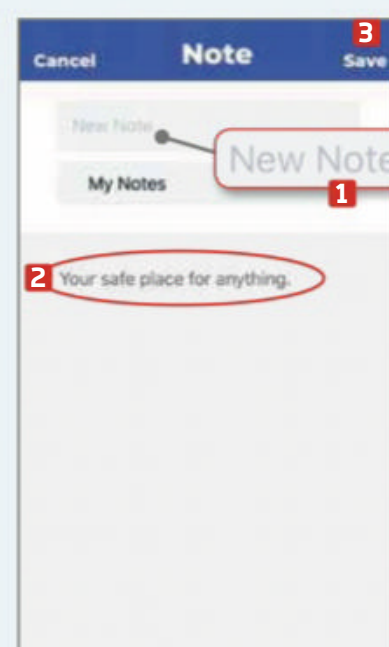 3
Cancel Note Save
New Note
New Note
My Notes
1
2 Your safe place for anything.